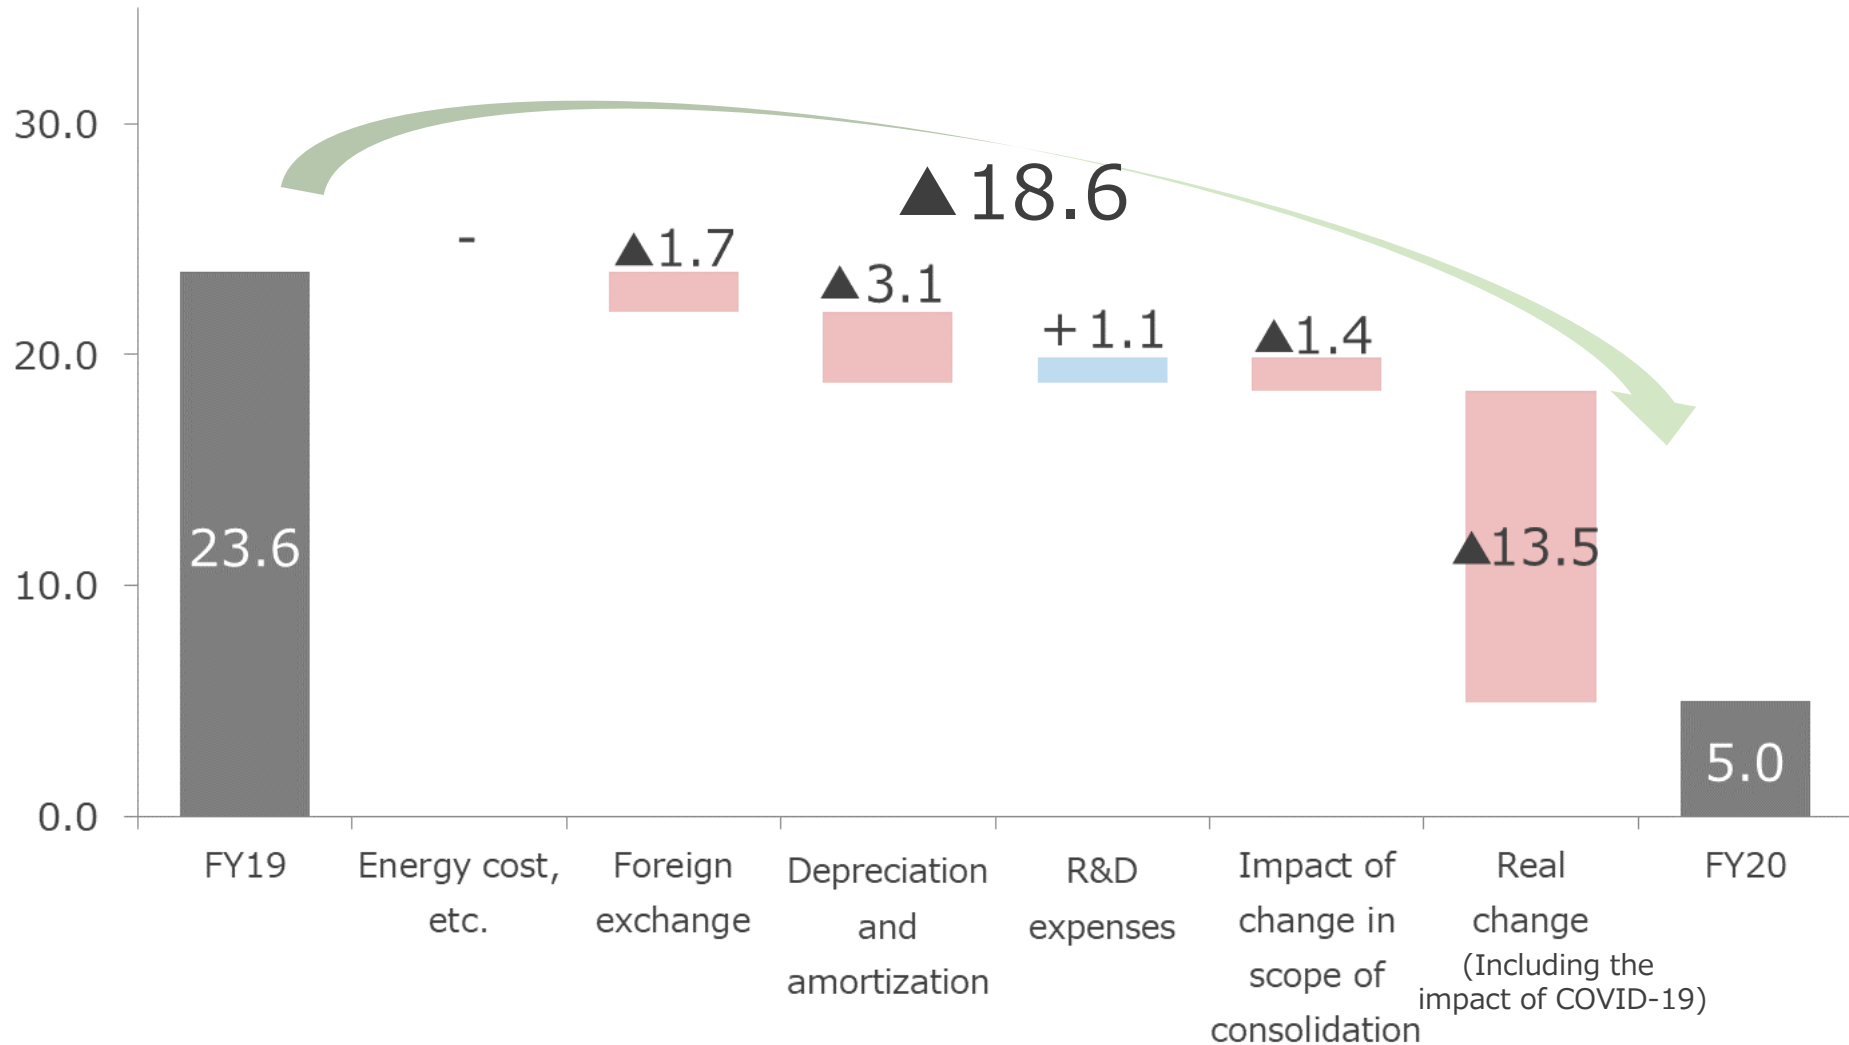 30.0
20.0
10.0
0.0
▲18.6
23.6
-
▲1.7
▲3.1
+1.1
▲1.4
▲13.5
5.0
FY19
Energy cost,
etc.
Foreign
exchange
Depreciation
and
amortization
R&D
expenses
Impact of
change in
scope of
consolidation
Real
change
(Including the
impact of COVID-19)
FY20